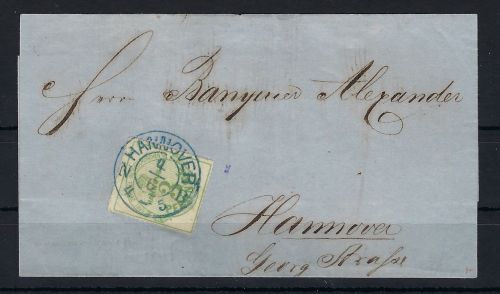 Herrn Banquier Alexander
HANNOVER
Hannover
Georg Straße